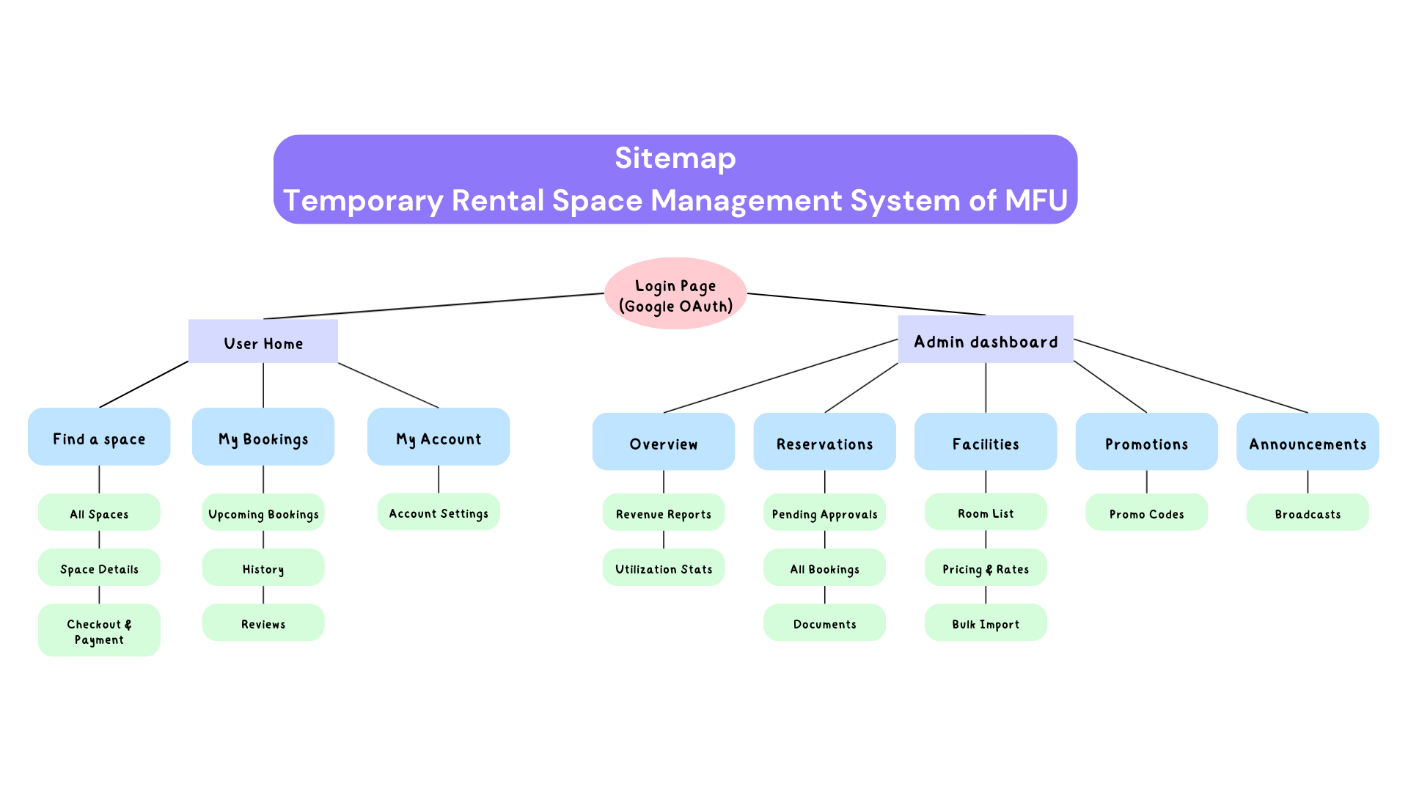 Sitemap
Temporary Rental Space Management System of MFU
Login Page
(Google OAuth)
User Home
Admin dashboard
Find a space
My Bookings
My Account
Overview
Reservations
Facilities
Promotions
Announcements
All Spaces
Upcoming Bookings
Account Settings
Revenue Reports
Pending Approvals
Room List
Promo Codes
Broadcasts
Space Details
History
Utilization Stats
All Bookings
Pricing & Rates
Checkout &
Payment
Reviews
Documents
Bulk Import